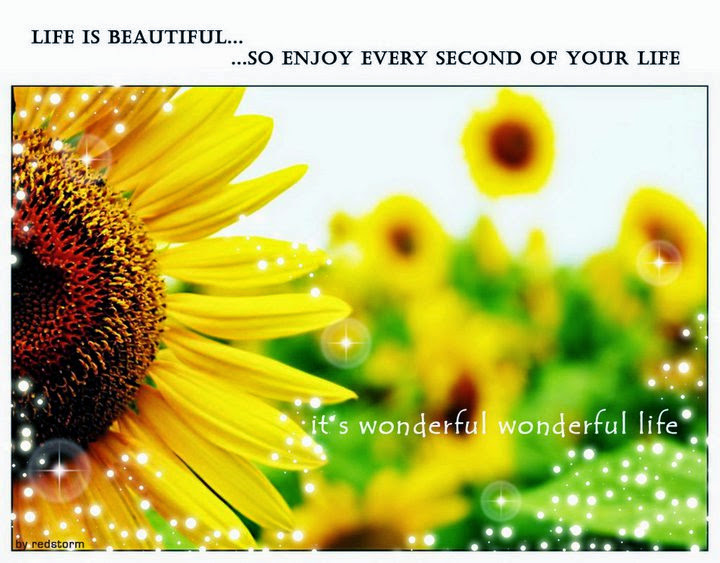 LIFE IS BEAUTIFUL...
...SO ENJOY EVERY SECOND OF YOUR LIFE
it's wonderful wonderful life
by redstorm